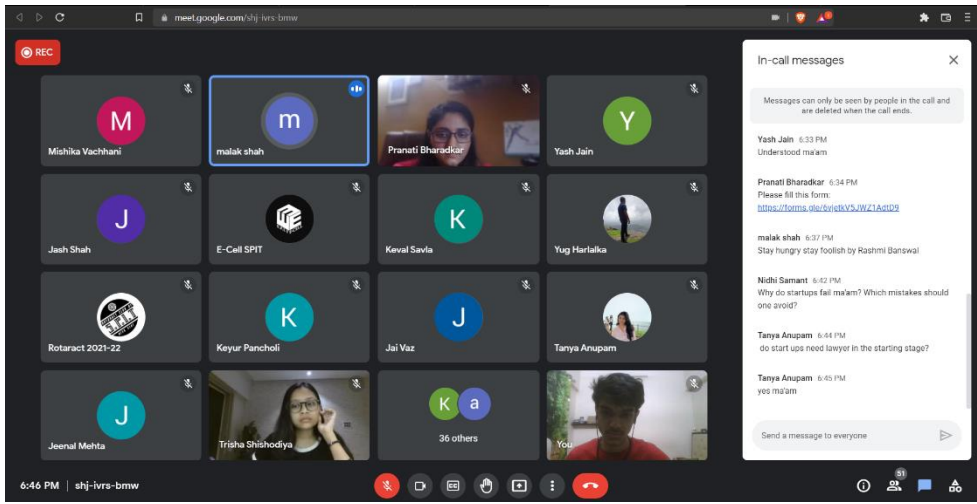 meet.google.com/shj-ivrs-bmw
REC
In-call messages
Messages can only be seen by people in the call and
are deleted when the call ends.
M
Mishika Vachhani
m
malak shah
Pranati Bharadkar
Y
Yash Jain
J
Jash Shah
E-Cell SPIT
K
Keval Savla
Yug Harlalka
Rotaract 2021-22
K
Keyur Pancholi
J
Jai Vaz
Tanya Anupam
J
Jeenal Mehta
Trisha Shishodiya
K a
36 others
You
Yash Jain 6:33 PM
Understood ma'am
Pranati Bharadkar 6:34 PM
Please fill this form:
malak shah 6:37 PM
Stay hungry stay foolish by Rashmi Banswal
Nidhi Samant 6:42 PM
Why do startups fail ma'am? Which mistakes should
one avoid?
Tanya Anupam 6:44 PM
do start ups need lawyer in the starting stage?
Tanya Anupam 6:45 PM
yes ma'am
Send a message to everyone
6:46 PM | shj-ivrs-bmw
51